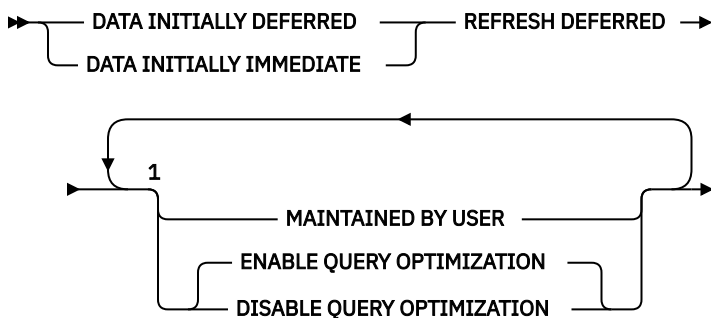 DATA INITIALLY DEFERRED REFRESH DEFERRED
DATA INITIALLY IMMEDIATE
1
MAINTAINED BY USER
ENABLE QUERY OPTIMIZATION
DISABLE QUERY OPTIMIZATION